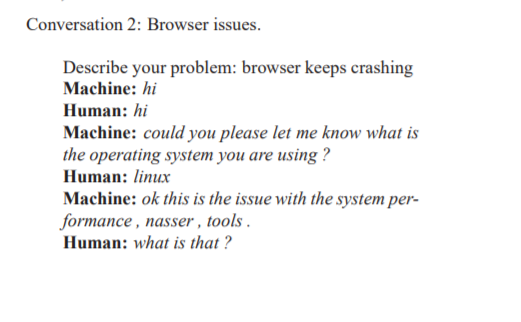 Conversation 2: Browser issues.
Describe your problem: browser keeps crashing
Machine: hi
Human: hi
Machine: could you please let me know what is
the operating system you are using ?
Human: linux
Machine: ok this is the issue with the system per-
formance , nasser , tools .
Human: what is that ?